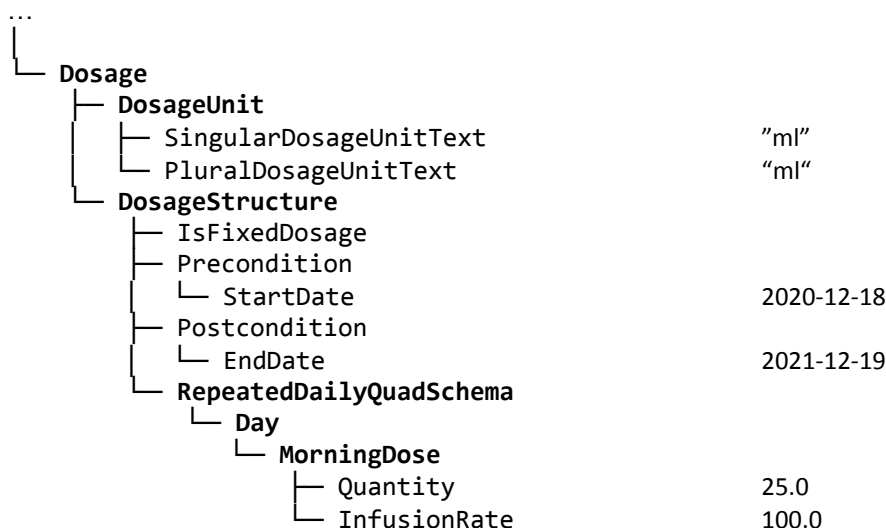 ...
Dosage
DosageUnit
SingularDosageUnitText ”ml”
PluralDosageUnitText “ml“
DosageStructure
IsFixedDosage
Precondition
StartDate 2020-12-18
Postcondition
EndDate 2021-12-19
RepeatedDailyQuadSchema
Day
MorningDose
Quantity 25.0
InfusionRate 100.0